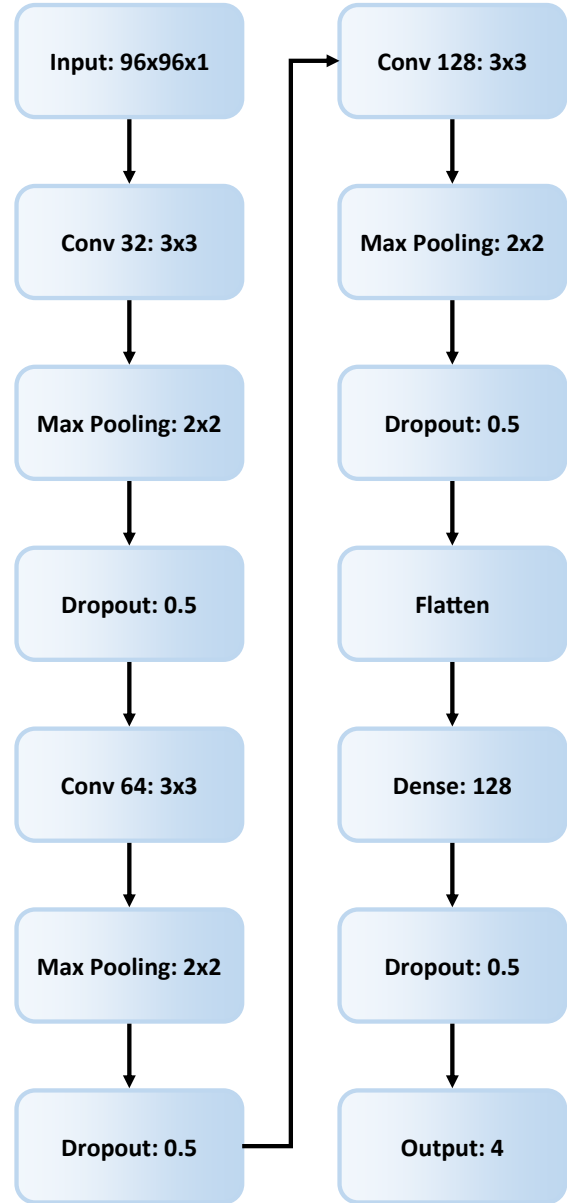 Input: 96x96x1
Conv 32: 3x3
Max Pooling: 2x2
Dropout: 0.5
Conv 64: 3x3
Max Pooling: 2x2
Dropout: 0.5
Conv 128: 3x3
Max Pooling: 2x2
Dropout: 0.5
Flatten
Dense: 128
Dropout: 0.5
Output: 4